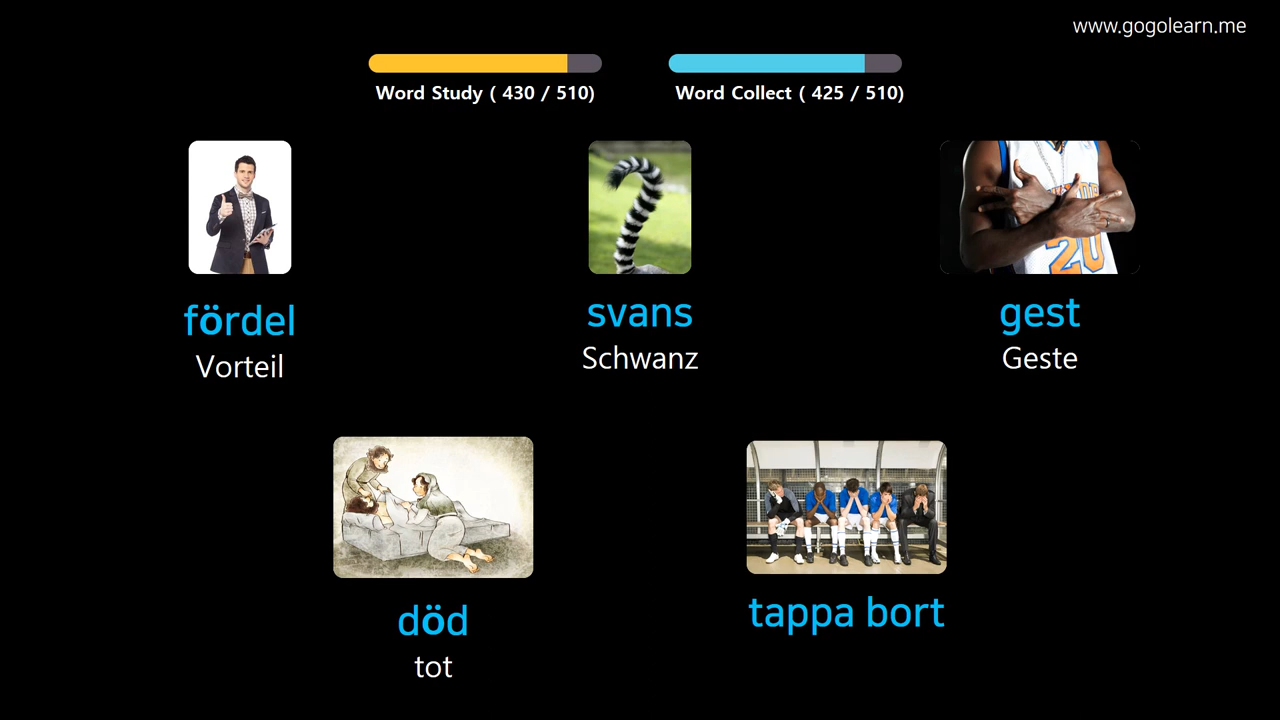 www.gogolearn.me
Word Study ( 430 / 510)
Word Collect ( 425 / 510)
fördel
Vorteil
svans
Schwanz
gest
Geste
20
död
tot
tappa bort